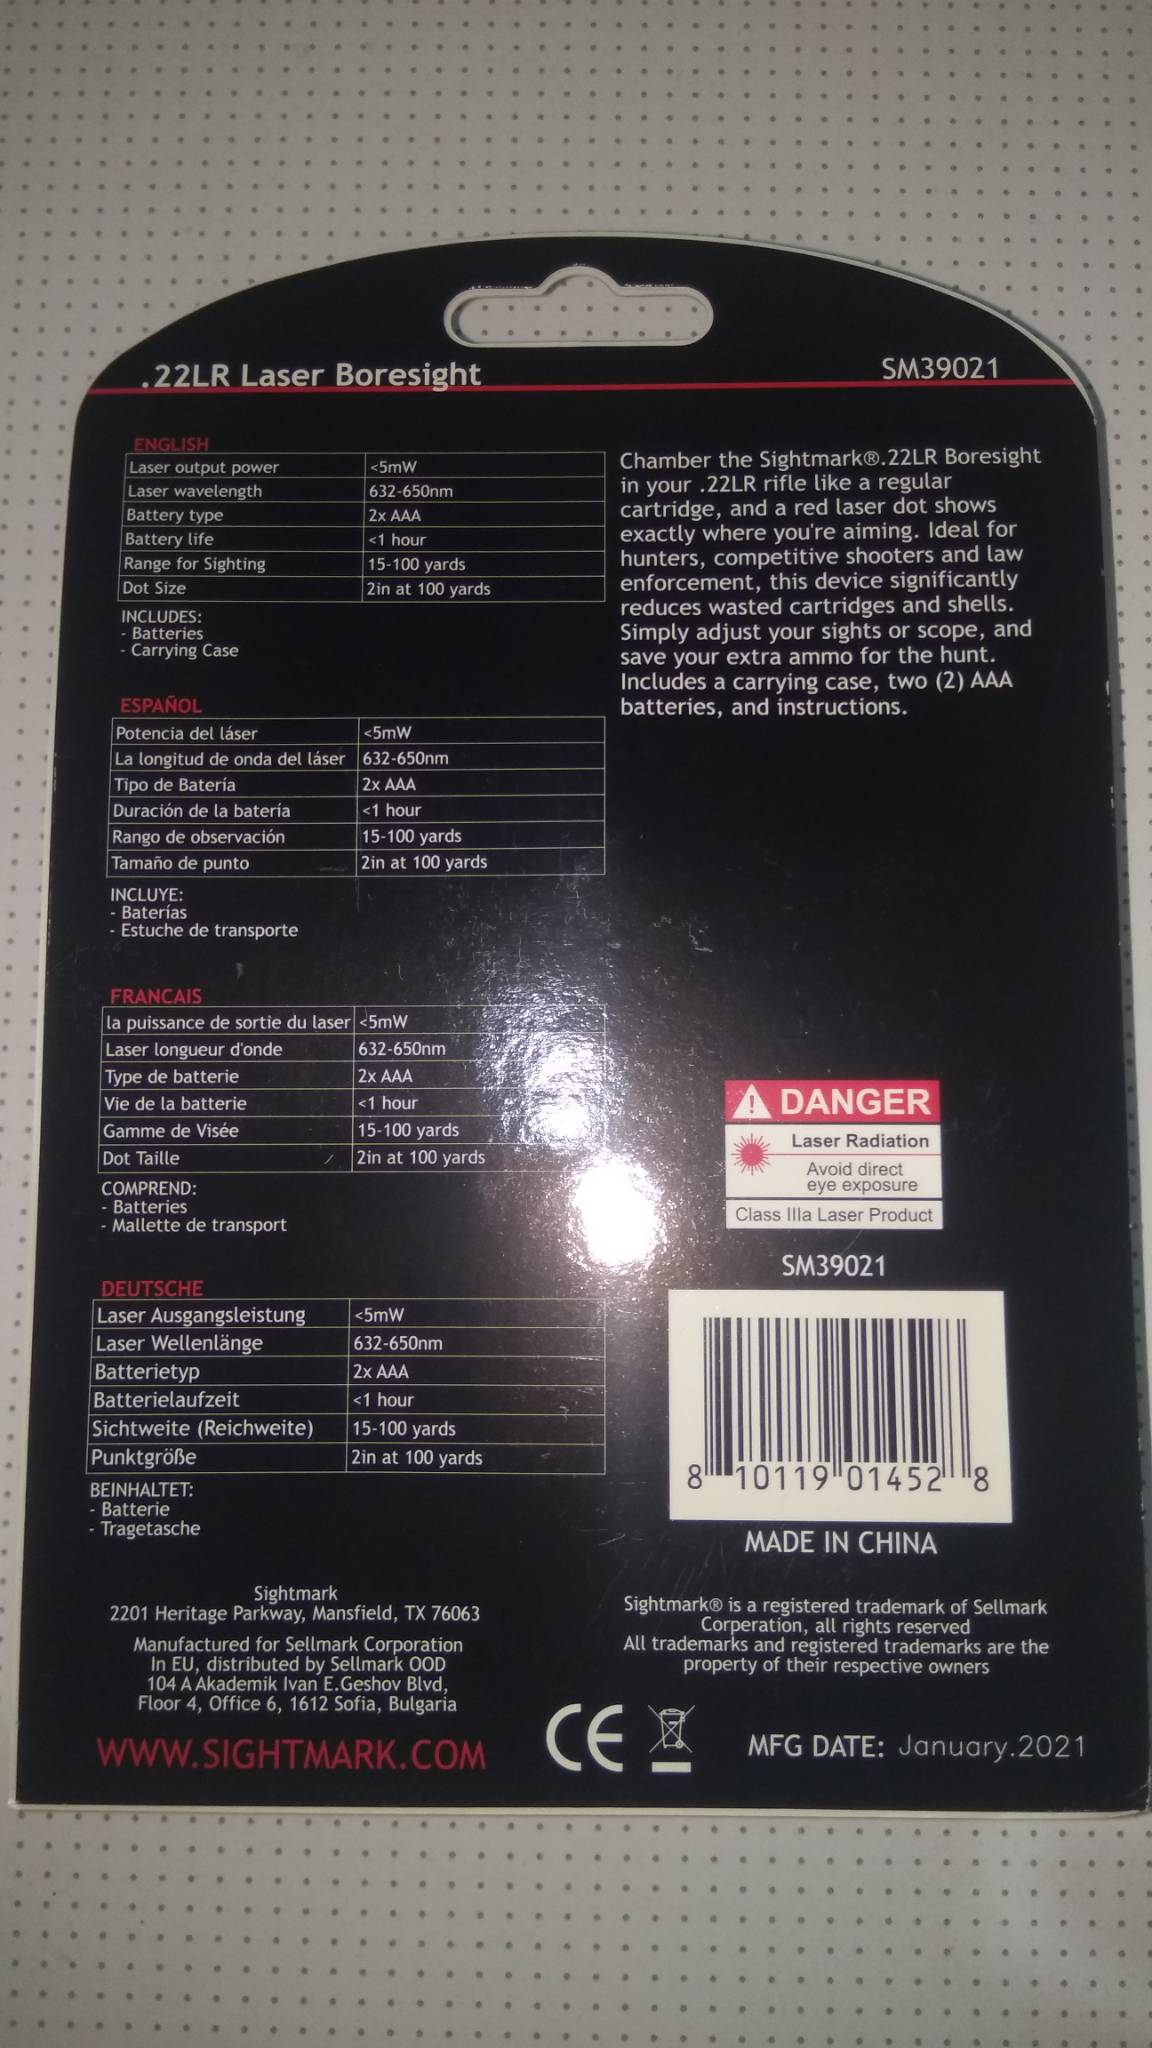 .22LR Laser Boresight
SM39021
ENGLISH
Laser output power <5mW
Laser wavelength 632-650nm
Battery type 2x AAA
Battery life <1 hour
Range for Sighting 15-100 yards
Dot Size 2in at 100 yards
INCLUDES:
- Batteries
- Carrying Case
Chamber the Sightmark®.22LR Boresight
in your .22LR rifle like a regular
cartridge, and a red laser dot shows
exactly where you're aiming. Ideal for
hunters, competitive shooters and law
enforcement, this device significantly
reduces wasted cartridges and shells.
Simply adjust your sights or scope, and
save your extra ammo for the hunt.
Includes a carrying case, two (2) AAA
batteries, and instructions.
ESPAÑOL
Potencia del láser <5mW
La longitud de onda del láser 632-650nm
Tipo de Batería 2x AAA
Duración de la batería <1 hour
Rango de observación 15-100 yards
Tamaño de punto 2in at 100 yards
INCLUYE:
- Baterías
- Estuche de transporte
FRANCAIS
la puissance de sortie du laser <5mW
Laser longueur d'onde 632-650nm
Type de batterie 2x AAA
Vie de la batterie <1 hour
Gamme de Visée 15-100 yards
Dot Taille 2in at 100 yards
COMPREND:
- Batteries
- Mallette de transport
DEUTSCHE
Laser Ausgangsleistung <5mW
Laser Wellenlänge 632-650nm
Batterietyp 2x AAA
Batterielaufzeit <1 hour
Sichtweite (Reichweite) 15-100 yards
Punktgröße 2in at 100 yards
BEINHALTET:
- Batterie
- Tragetasche
DANGER
Laser Radiation
Avoid direct
eye exposure
Class IIIa Laser Product
SM39021
8 10119 01452 8
MADE IN CHINA
Sightmark
2201 Heritage Parkway, Mansfield, TX 76063
Manufactured for Sellmark Corporation
In EU, distributed by Sellmark OOD
104 A Akademik Ivan E.Geshov Blvd,
Floor 4, Office 6, 1612 Sofia, Bulgaria
WWW.SIGHTMARK.COM
Sightmark® is a registered trademark of Sellmark
Corperation, all rights reserved
All trademarks and registered trademarks are the
property of their respective owners
CE
MFG DATE: January.2021